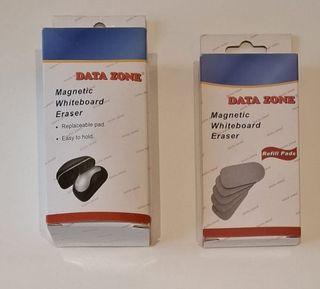 DATA ZONE
Magnetic
Whiteboard
Eraser
• Replaceable pad.
• Easy to hold.
DATA ZONE
Magnetic
Whiteboard
Eraser
Refill Pads